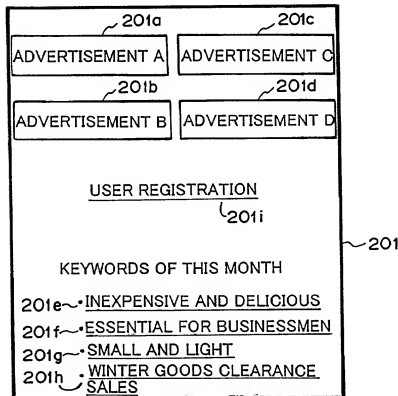 201a
201c
ADVERTISEMENT A
ADVERTISEMENT C
201b
201d
ADVERTISEMENT B
ADVERTISEMENT D
USER REGISTRATION
201i
201
KEYWORDS OF THIS MONTH
201e • INEXPENSIVE AND DELICIOUS
201f • ESSENTIAL FOR BUSINESSMEN
201g • SMALL AND LIGHT
201h • WINTER GOODS CLEARANCE
SALES